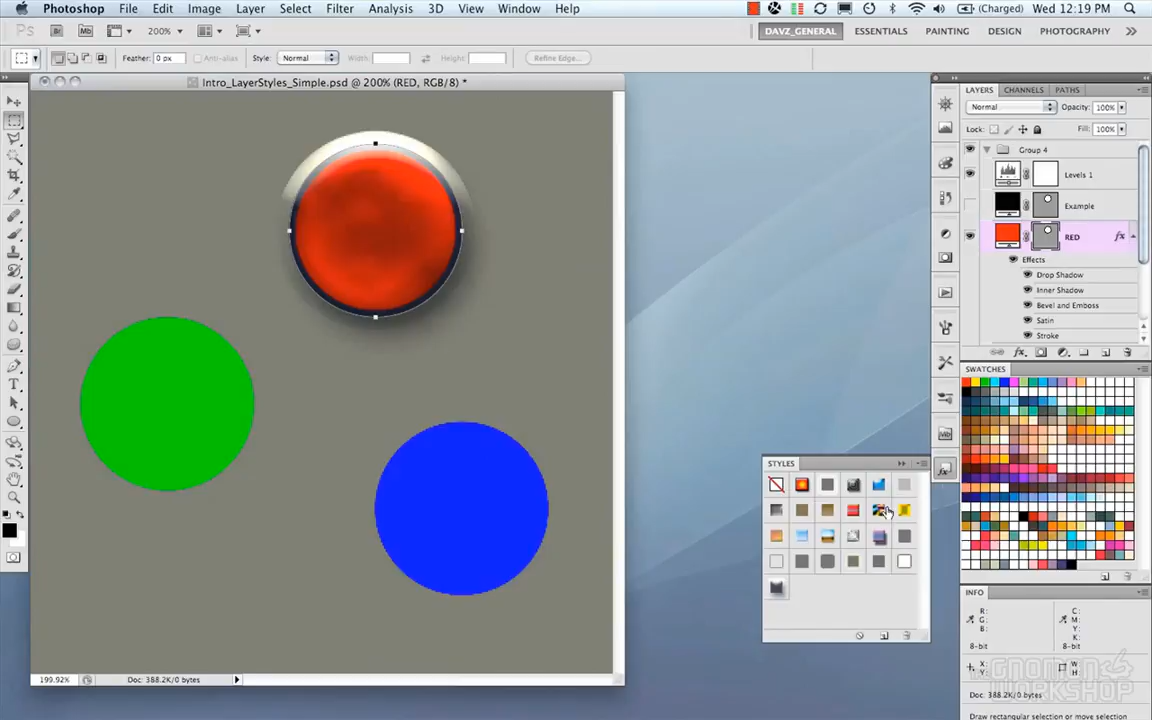 Photoshop File Edit Image Layer Select Filter Analysis 3D View Window Help (Charged) Wed 12:19 PM
Ps Br Mb 200% DAVZ_GENERAL ESSENTIALS PAINTING DESIGN PHOTOGRAPHY
Feather: 0 px Anti-alias Style: Normal Width: Height: Refine Edge...
Intro_LayerStyles_Simple.psd @ 200% (RED, RGB/8) *
LAYERS CHANNELS PATHS
Normal Opacity: 100%
Lock: Fill: 100%
Group 4
Levels 1
Example
RED fx
Effects
Drop Shadow
Inner Shadow
Bevel and Emboss
Satin
Stroke
SWATCHES
STYLES
INFO
R: C:
G: M:
B: Y:
K:
8-bit 8-bit
X: W:
Y: H:
Doc: 388.2K/0 bytes
Draw rectangular selection or move selection
199.92% Doc: 388.2K/0 bytes
GNOMON WORKSHOP